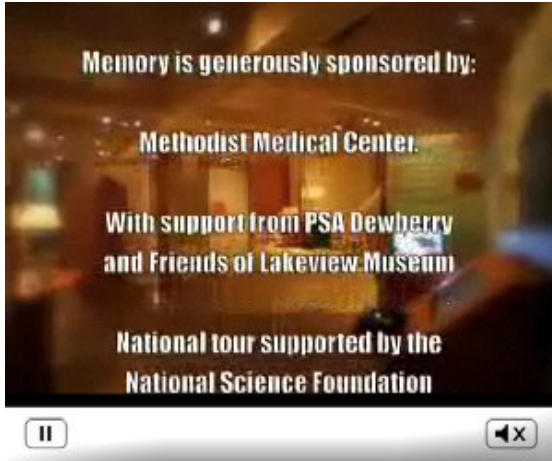 Memory is generously sponsored by:
Methodist Medical Center.
With support from PSA Dewberry
and Friends of Lakeview Museum
National tour supported by the
National Science Foundation